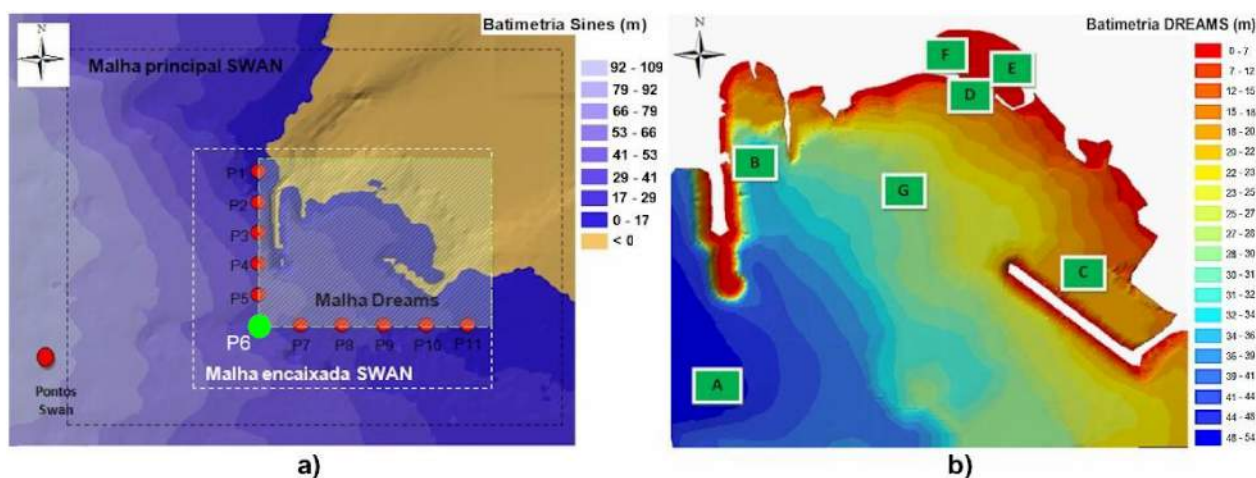 Batimetria Sines (m)
N
Malha principal SWAN
92 - 109
79 - 92
66 - 79
53 - 66
41 - 53
29 - 41
17 - 29
0 - 17
< 0
P1
P2
P3
P4
P5
P6
Malha Dreams
P7
P8
P9
P10
P11
Malha encaixada SWAN
Pontos
Swan
a)
Batimetria DREAMS (m)
N
0 - 7
7 - 12
12 - 15
15 - 18
18 - 20
20 - 22
22 - 23
23 - 25
25 - 27
27 - 28
28 - 30
30 - 31
31 - 32
32 - 34
34 - 36
36 - 39
39 - 41
41 - 44
44 - 48
48 - 54
F
E
D
B
G
C
A
b)